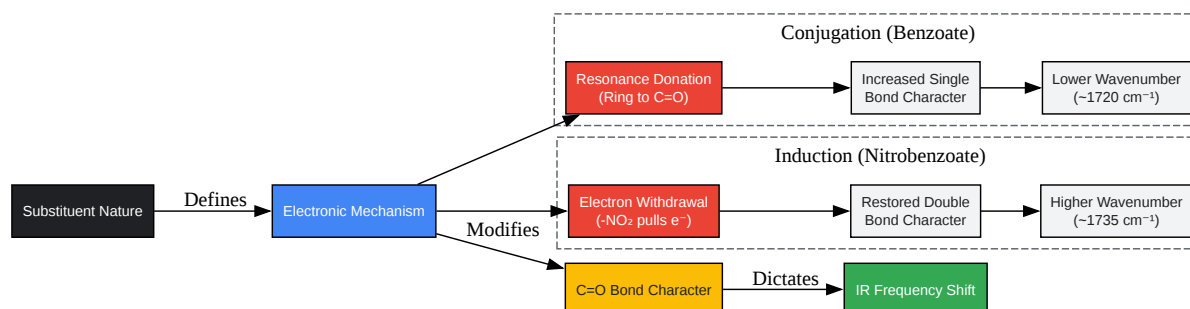 Conjugation (Benzoate)
Resonance Donation
(Ring to C=O)
Increased Single
Bond Character
Lower Wavenumber
(~1720 cm⁻¹)
Induction (Nitrobenzoate)
Substituent Nature
Defines
Electronic Mechanism
Electron Withdrawal
(-NO₂ pulls e⁻)
Restored Double
Bond Character
Higher Wavenumber
(~1735 cm⁻¹)
Modifies
C=O Bond Character
Dictates
IR Frequency Shift